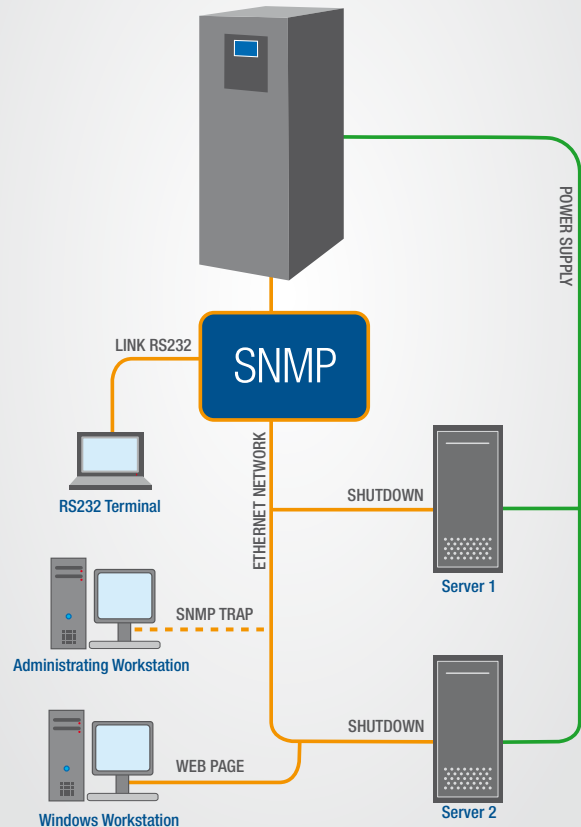 POWER SUPPLY
LINK RS232
SNMP
RS232 Terminal
ETHERNET NETWORK
SHUTDOWN
Server 1
SNMP TRAP
Administrating Workstation
SHUTDOWN
WEB PAGE
Server 2
Windows Workstation